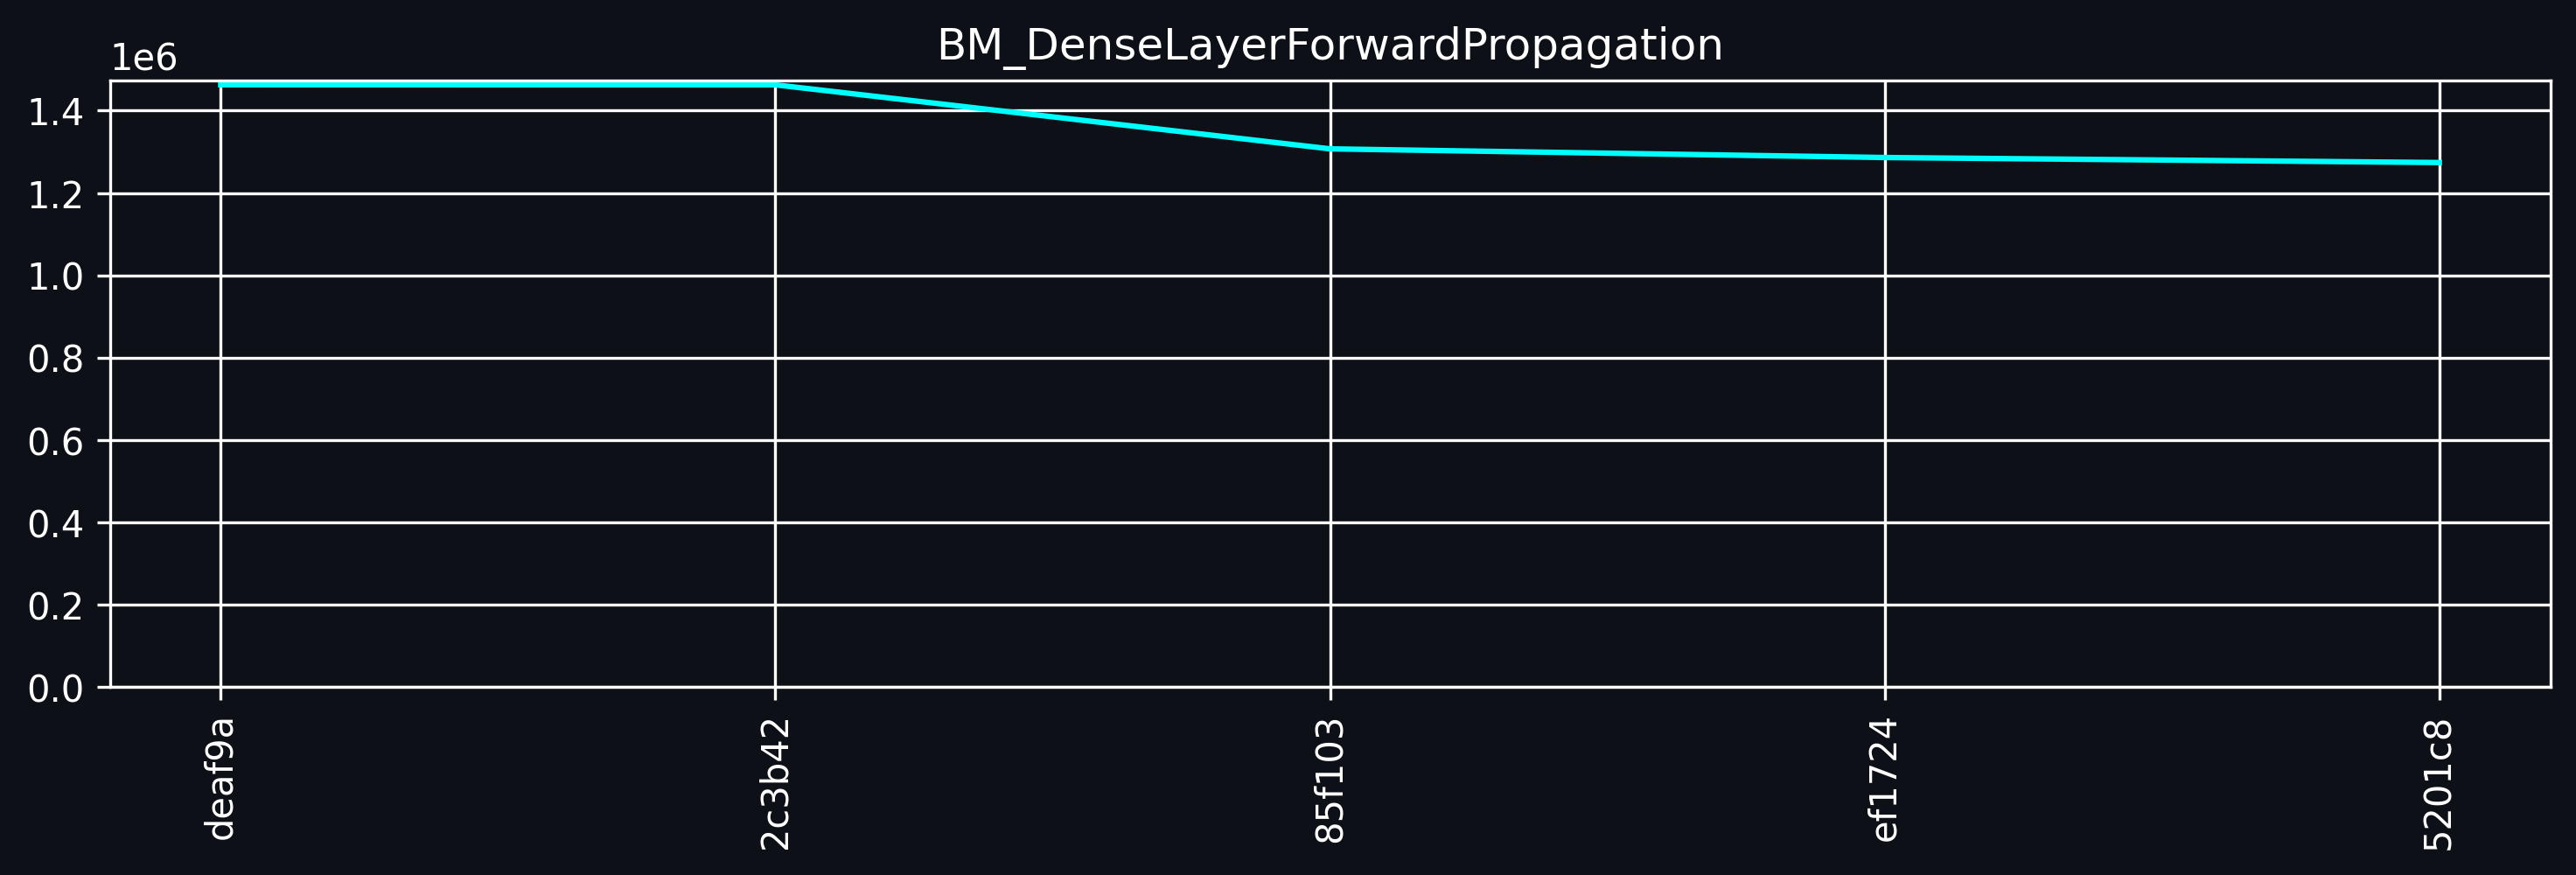 BM_DenseLayerForwardPropagation
1e6
1.4
1.2
1.0
0.8
0.6
0.4
0.2
0.0
deaf9a
2c3b42
85f103
ef1724
5201c8